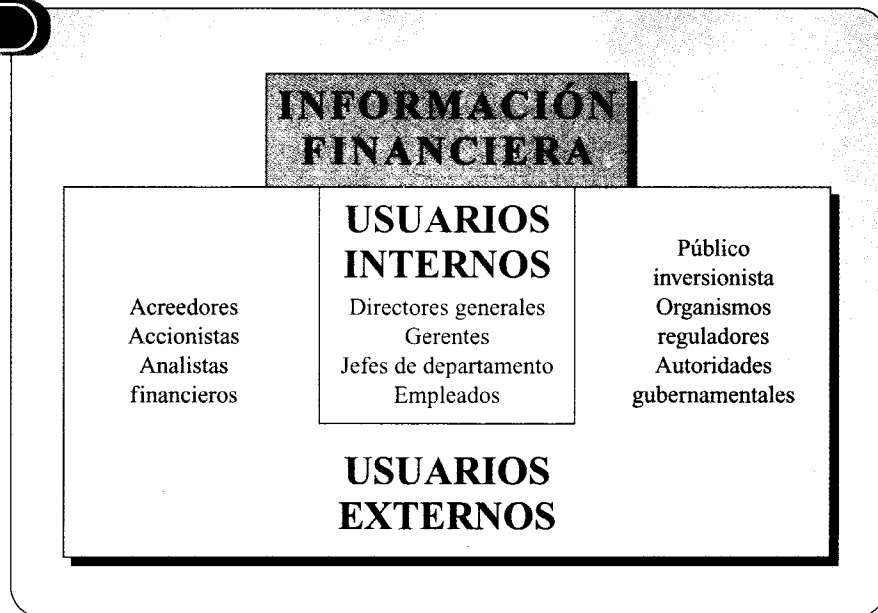 INFORMACIÓN
FINANCIERA
USUARIOS
INTERNOS
Directores generales
Gerentes
Jefes de departamento
Empleados
Acreedores
Accionistas
Analistas
financieros
Público
inversionista
Organismos
reguladores
Autoridades
gubernamentales
USUARIOS
EXTERNOS